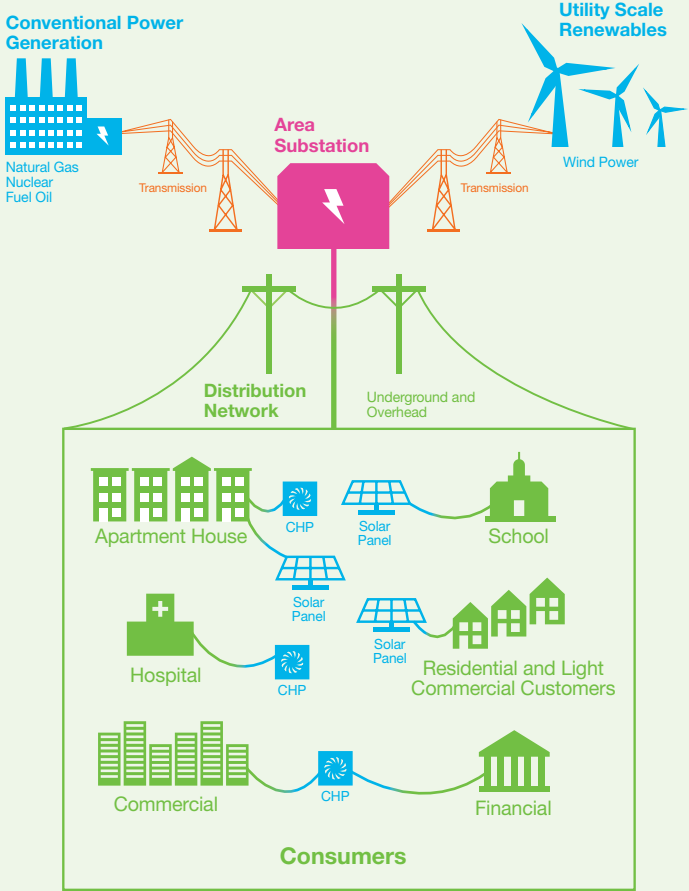 Conventional Power
Generation
Utility Scale
Renewables
Natural Gas
Nuclear
Fuel Oil
Transmission
Area
Substation
Transmission
Wind Power
Distribution
Network
Underground and
Overhead
Apartment House
CHP
Solar
Panel
School
Solar
Panel
Hospital
CHP
Solar
Panel
Residential and Light
Commercial Customers
Commercial
CHP
Financial
Consumers